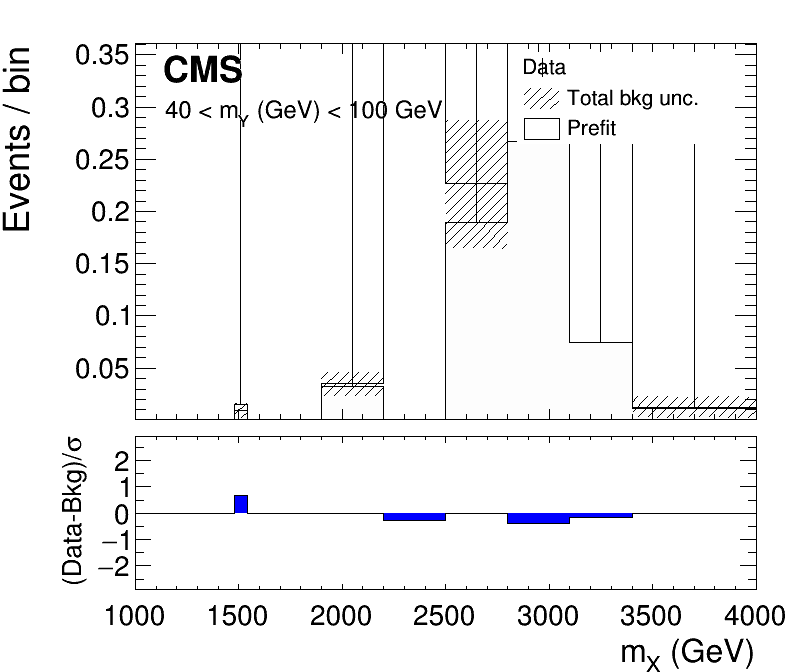 CMS
40 < mY (GeV) < 100 GeV
Data
Total bkg unc.
Prefit
Events / bin
0.35
0.3
0.25
0.2
0.15
0.1
0.05
(Data-Bkg)/σ
2
1
0
−1
−2
1000 1500 2000 2500 3000 3500 4000
mX (GeV)